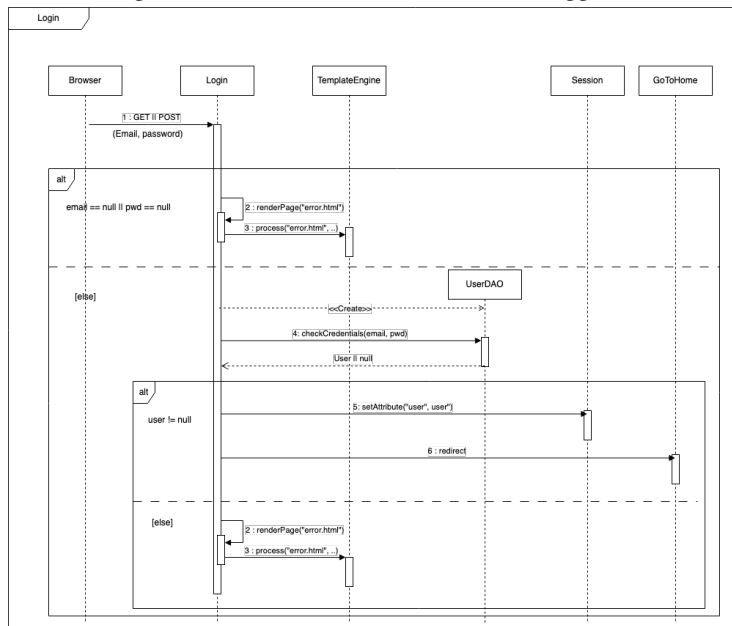 Login
Browser
Login
TemplateEngine
Session
GoToHome
1 : GET || POST
(Email, password)
alt
email == null || pwd == null
2 : renderPage("error.html")
3 : process("error.html", ..)
UserDAO
[else]
<<Create>>
4: checkCredentials(email, pwd)
User || null
alt
user != null
5: setAttribute("user", user")
6 : redirect
[else]
2 : renderPage("error.html")
3 : process("error.html", ..)